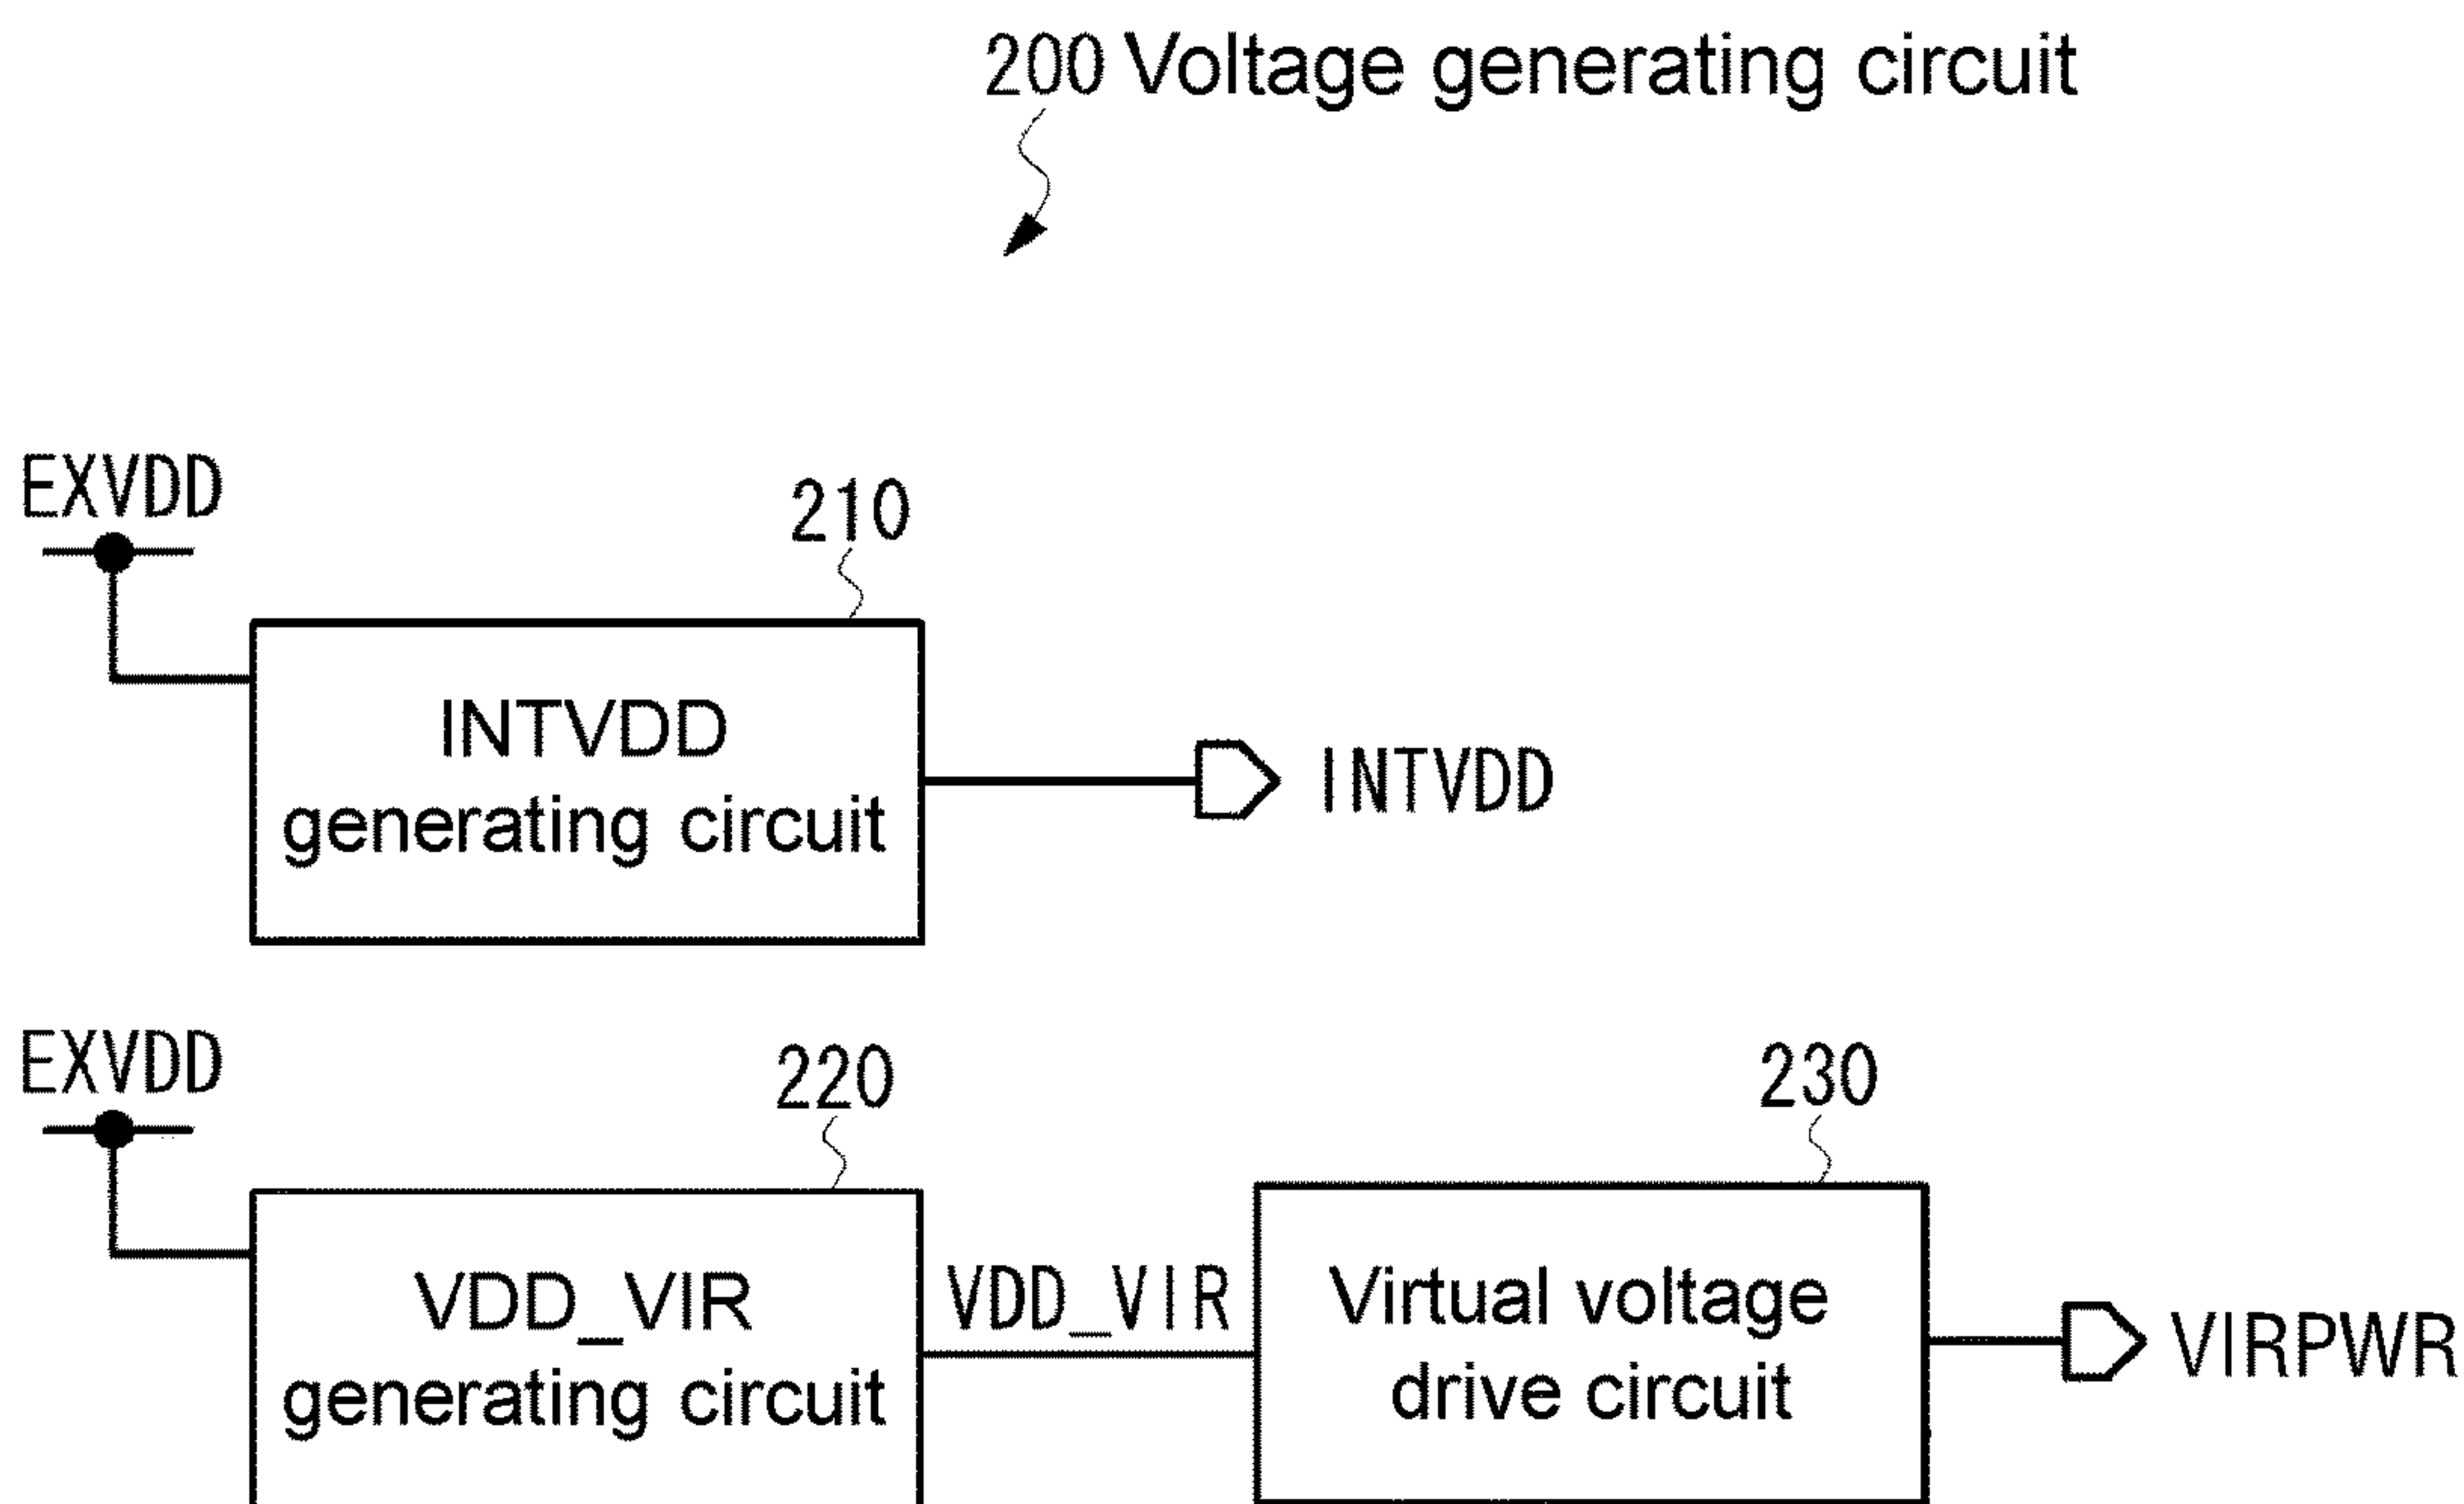 200 Voltage generating circuit
EXVDD
210
INTVDD
generating circuit
INTVDD
EXVDD
220
230
VDD_VIR
generating circuit
VDD_VIR
Virtual voltage
drive circuit
VIRPWR